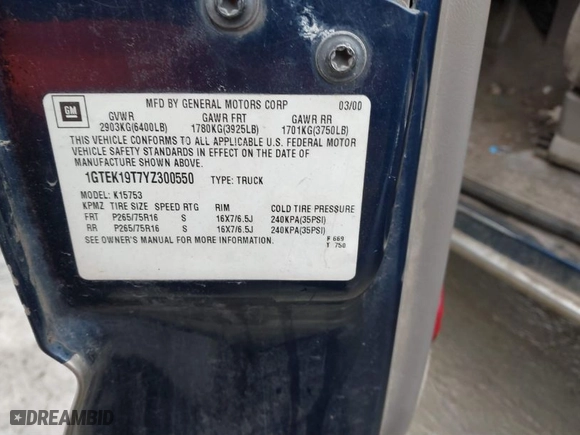 GM
MFD BY GENERAL MOTORS CORP 03/00
GVWR GAWR FRT GAWR RR
2903KG(6400LB) 1780KG(3925LB) 1701KG(3750LB)
THIS VEHICLE CONFORMS TO ALL APPLICABLE U.S. FEDERAL MOTOR
VEHICLE SAFETY STANDARDS IN EFFECT ON THE DATE OF
MANUFACTURE SHOWN ABOVE.
1GTEK19T7YZ300550 TYPE: TRUCK
MODEL: K15753
KPMZ TIRE SIZE SPEED RTG RIM COLD TIRE PRESSURE
FRT P265/75R16 S 16X7/6.5J 240KPA(35PSI)
RR P265/75R16 S 16X7/6.5J 240KPA(35PSI)
SEE OWNER'S MANUAL FOR MORE INFORMATION. F 669
T 750
DREAMBID